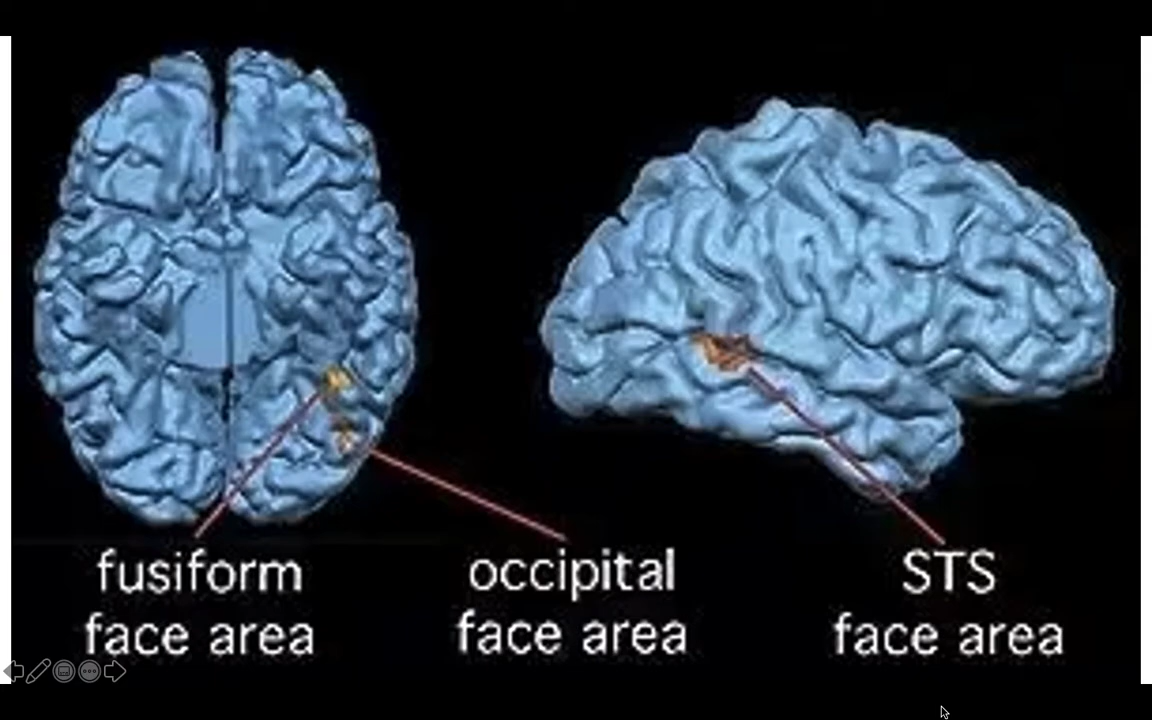 fusiform
face area
occipital
face area
STS
face area